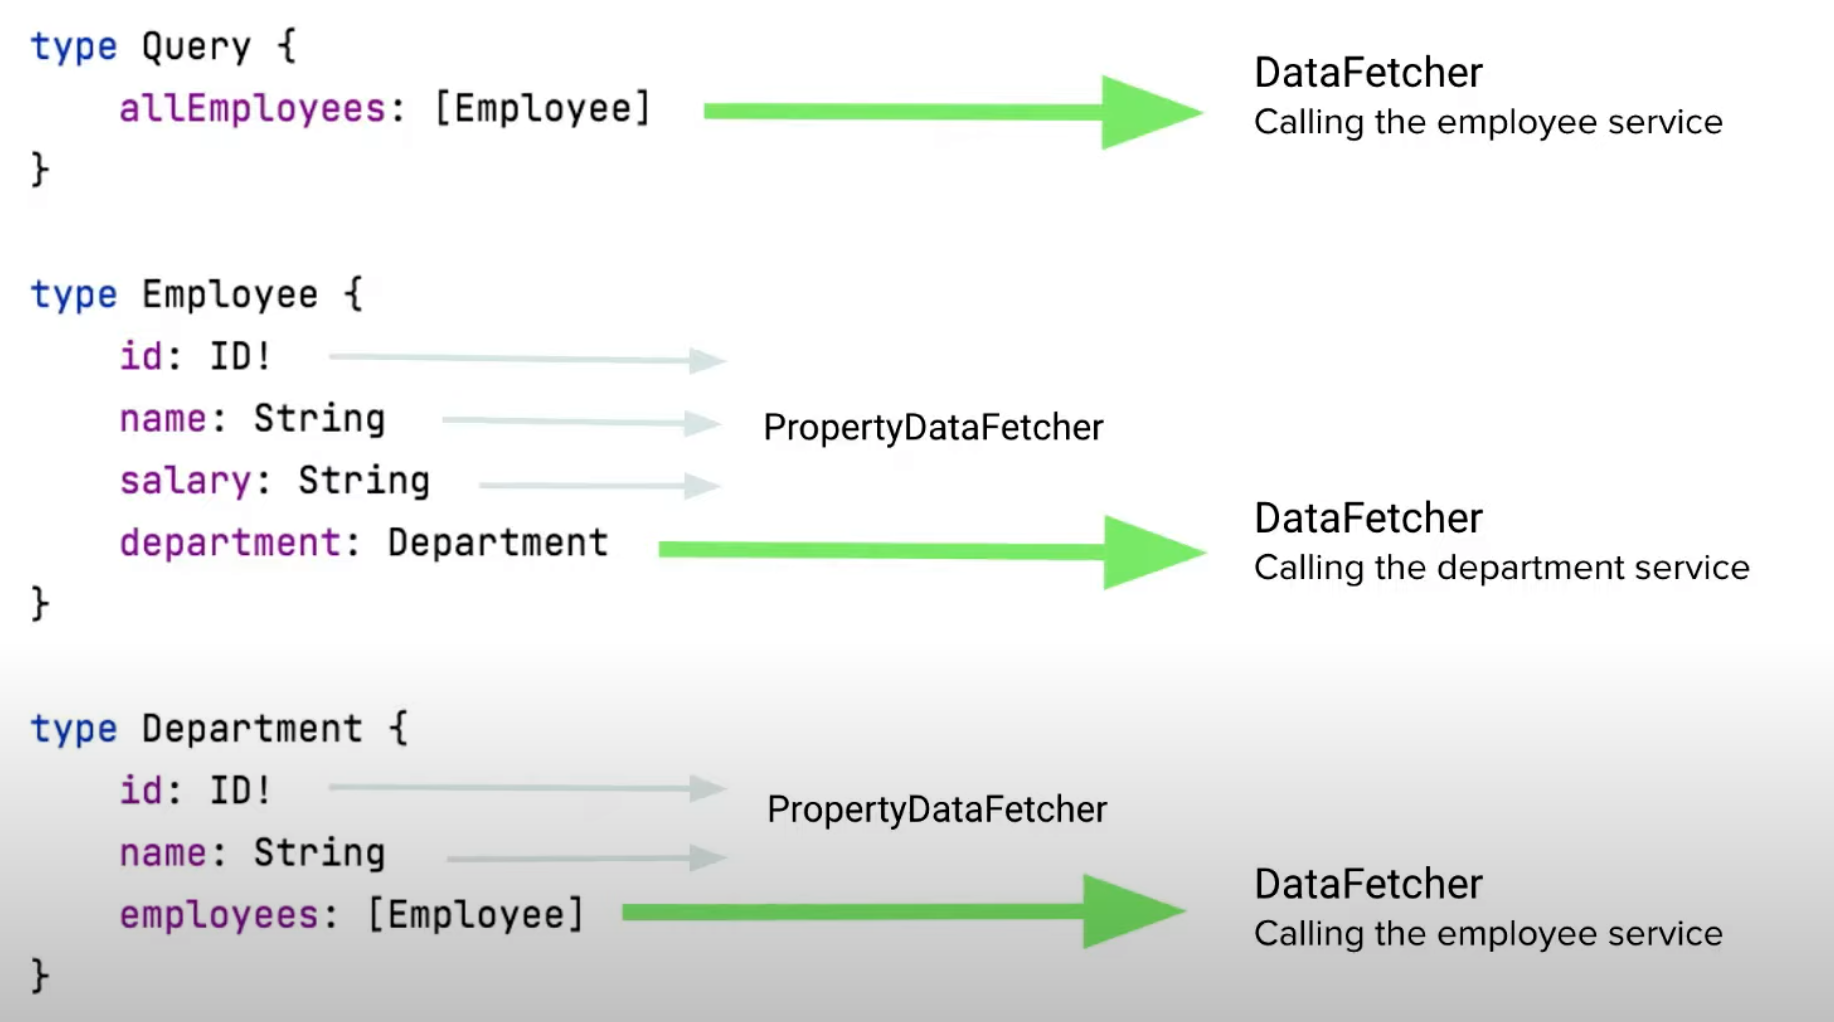 type Query {
allEmployees: [Employee]
}
DataFetcher
Calling the employee service
type Employee {
id: ID!
name: String
salary: String
department: Department
}
PropertyDataFetcher
DataFetcher
Calling the department service
type Department {
id: ID!
name: String
employees: [Employee]
}
PropertyDataFetcher
DataFetcher
Calling the employee service